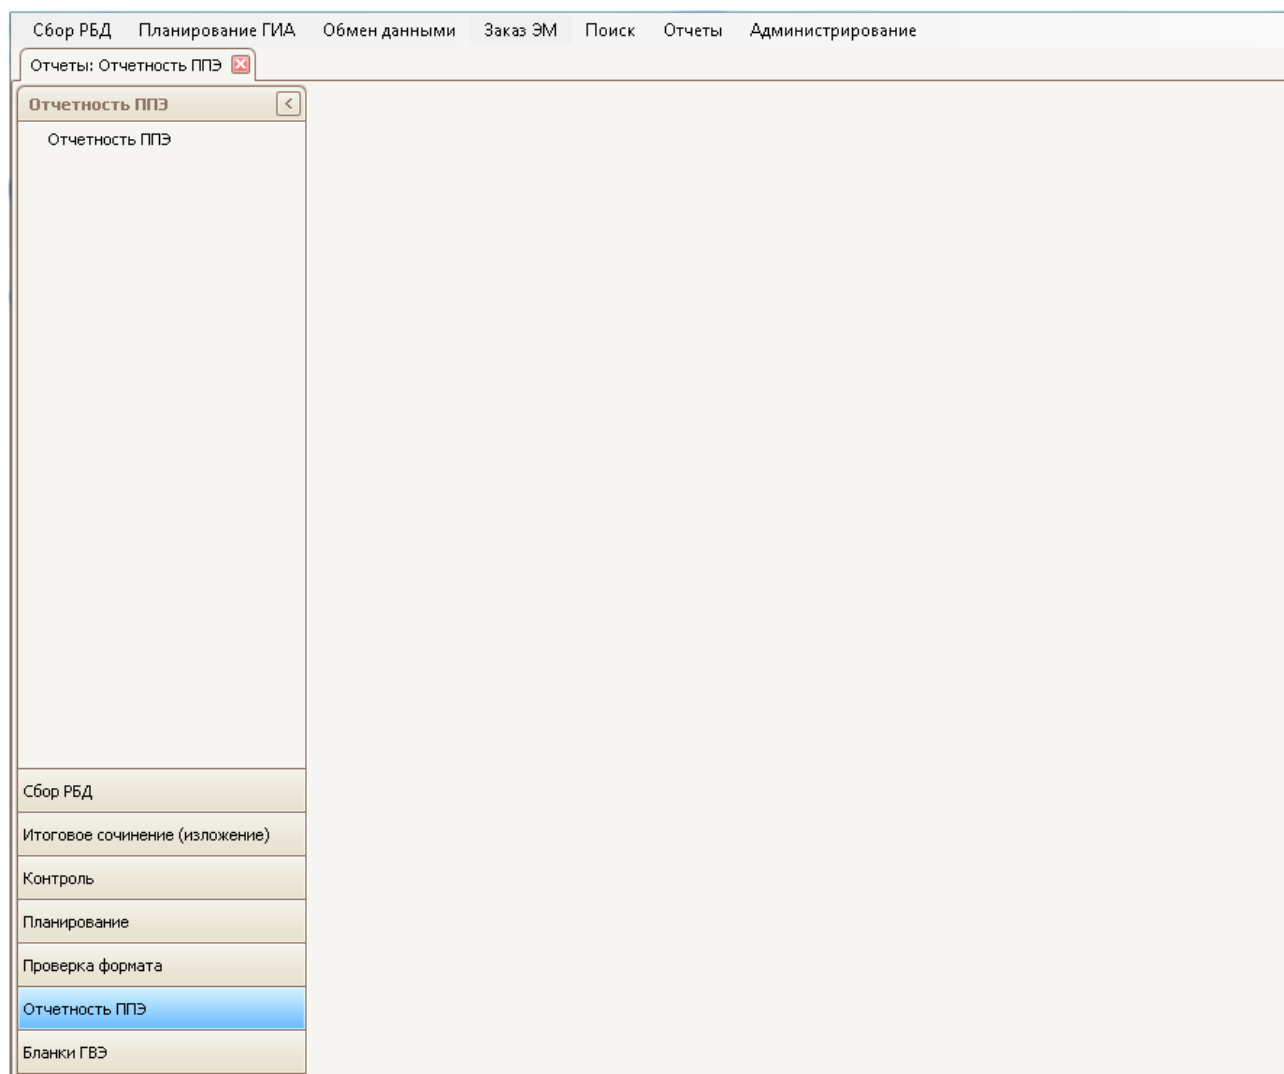 Сбор РБД Планирование ГИА Обмен данными Заказ ЭМ Поиск Отчеты Администрирование
Отчеты: Отчетность ППЭ
Отчетность ППЭ
Отчетность ППЭ
Сбор РБД
Итоговое сочинение (изложение)
Контроль
Планирование
Проверка формата
Отчетность ППЭ
Бланки ГВЭ